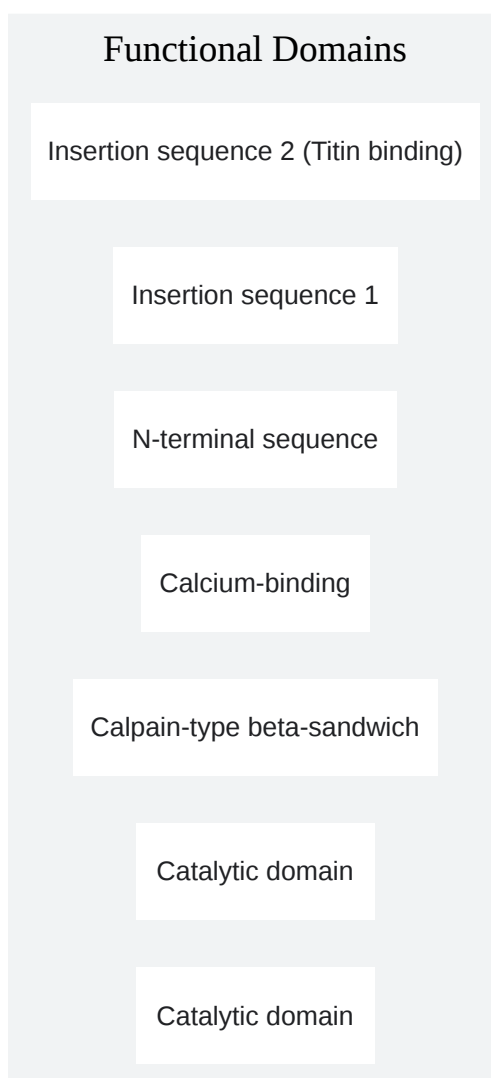 Functional Domains
Insertion sequence 2 (Titin binding)
Insertion sequence 1
N-terminal sequence
Calcium-binding
Calpain-type beta-sandwich
Catalytic domain
Catalytic domain